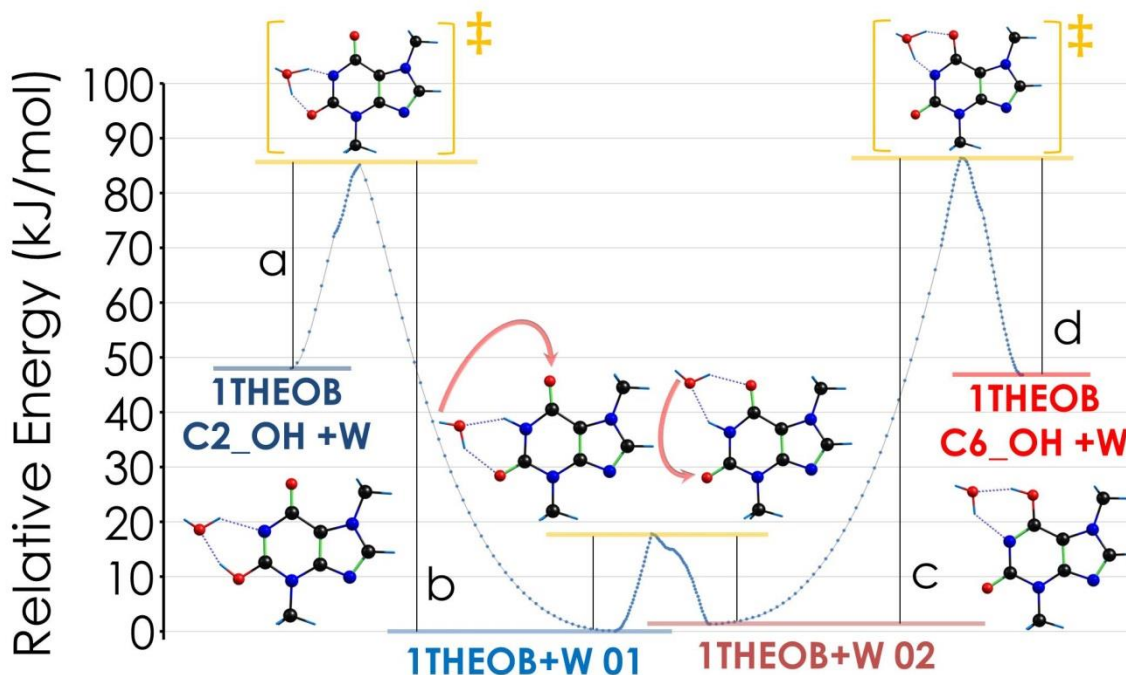 Relative Energy (kJ/mol)
100
90
80
70
60
50
40
30
20
10
0
‡
‡
a
b
c
d
1THEOB
C2_OH +W
1THEOB+W 01
1THEOB+W 02
1THEOB
C6_OH +W